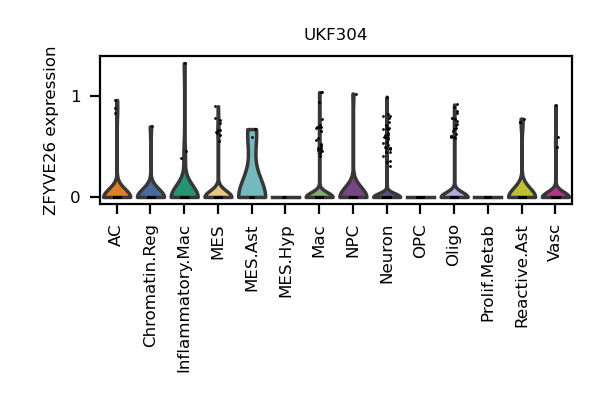 UKF304
ZFYVE26 expression
1
0
AC
Chromatin.Reg
Inflammatory.Mac
MES
MES.Ast
MES.Hyp
Mac
NPC
Neuron
OPC
Oligo
Prolif.Metab
Reactive.Ast
Vasc